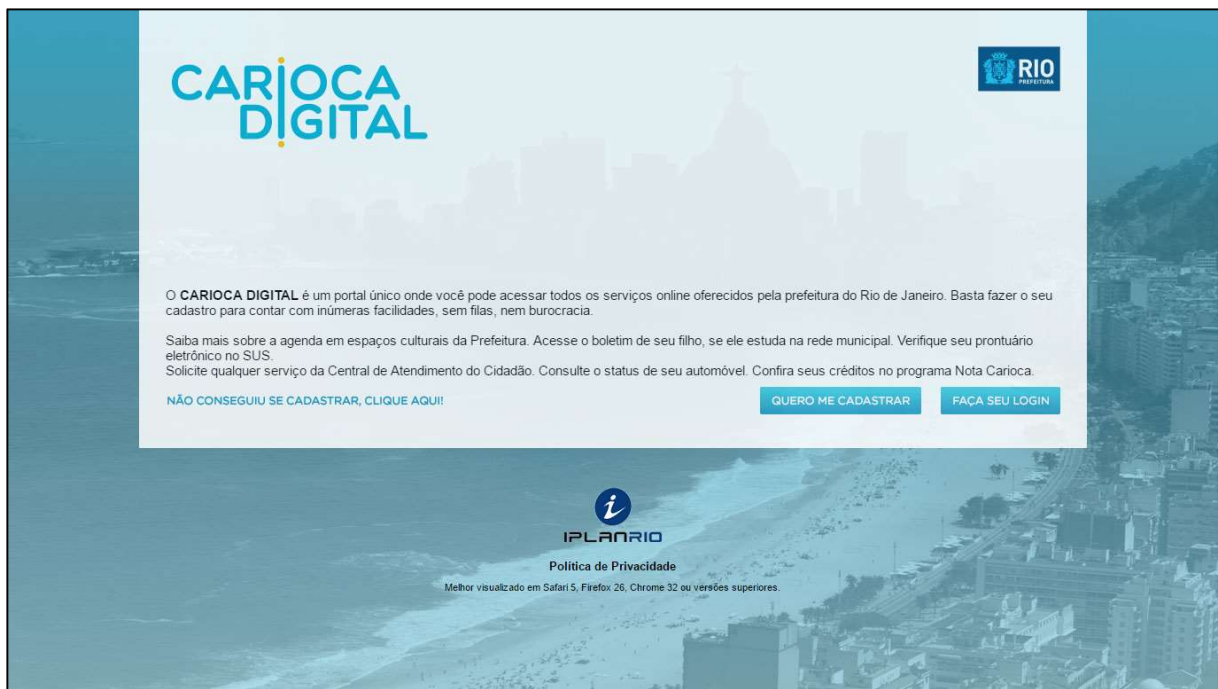 CARIOCA
DIGITAL
RIO
PREFEITURA
O CARIOCA DIGITAL é um portal único onde você pode acessar todos os serviços online oferecidos pela prefeitura do Rio de Janeiro. Basta fazer o seu
cadastro para contar com inúmeras facilidades, sem filas, nem burocracia.
Saiba mais sobre a agenda em espaços culturais da Prefeitura. Acesse o boletim de seu filho, se ele estuda na rede municipal. Verifique seu prontuário
eletrônico no SUS.
Solicite qualquer serviço da Central de Atendimento do Cidadão. Consulte o status de seu automóvel. Confira seus créditos no programa Nota Carioca.
NÃO CONSEGUIU SE CADASTRAR, CLIQUE AQUI!
QUERO ME CADASTRAR
FAÇA SEU LOGIN
i
IPLANRIO
Política de Privacidade
Melhor visualizado em Safari 5, Firefox 26, Chrome 32 ou versões superiores.